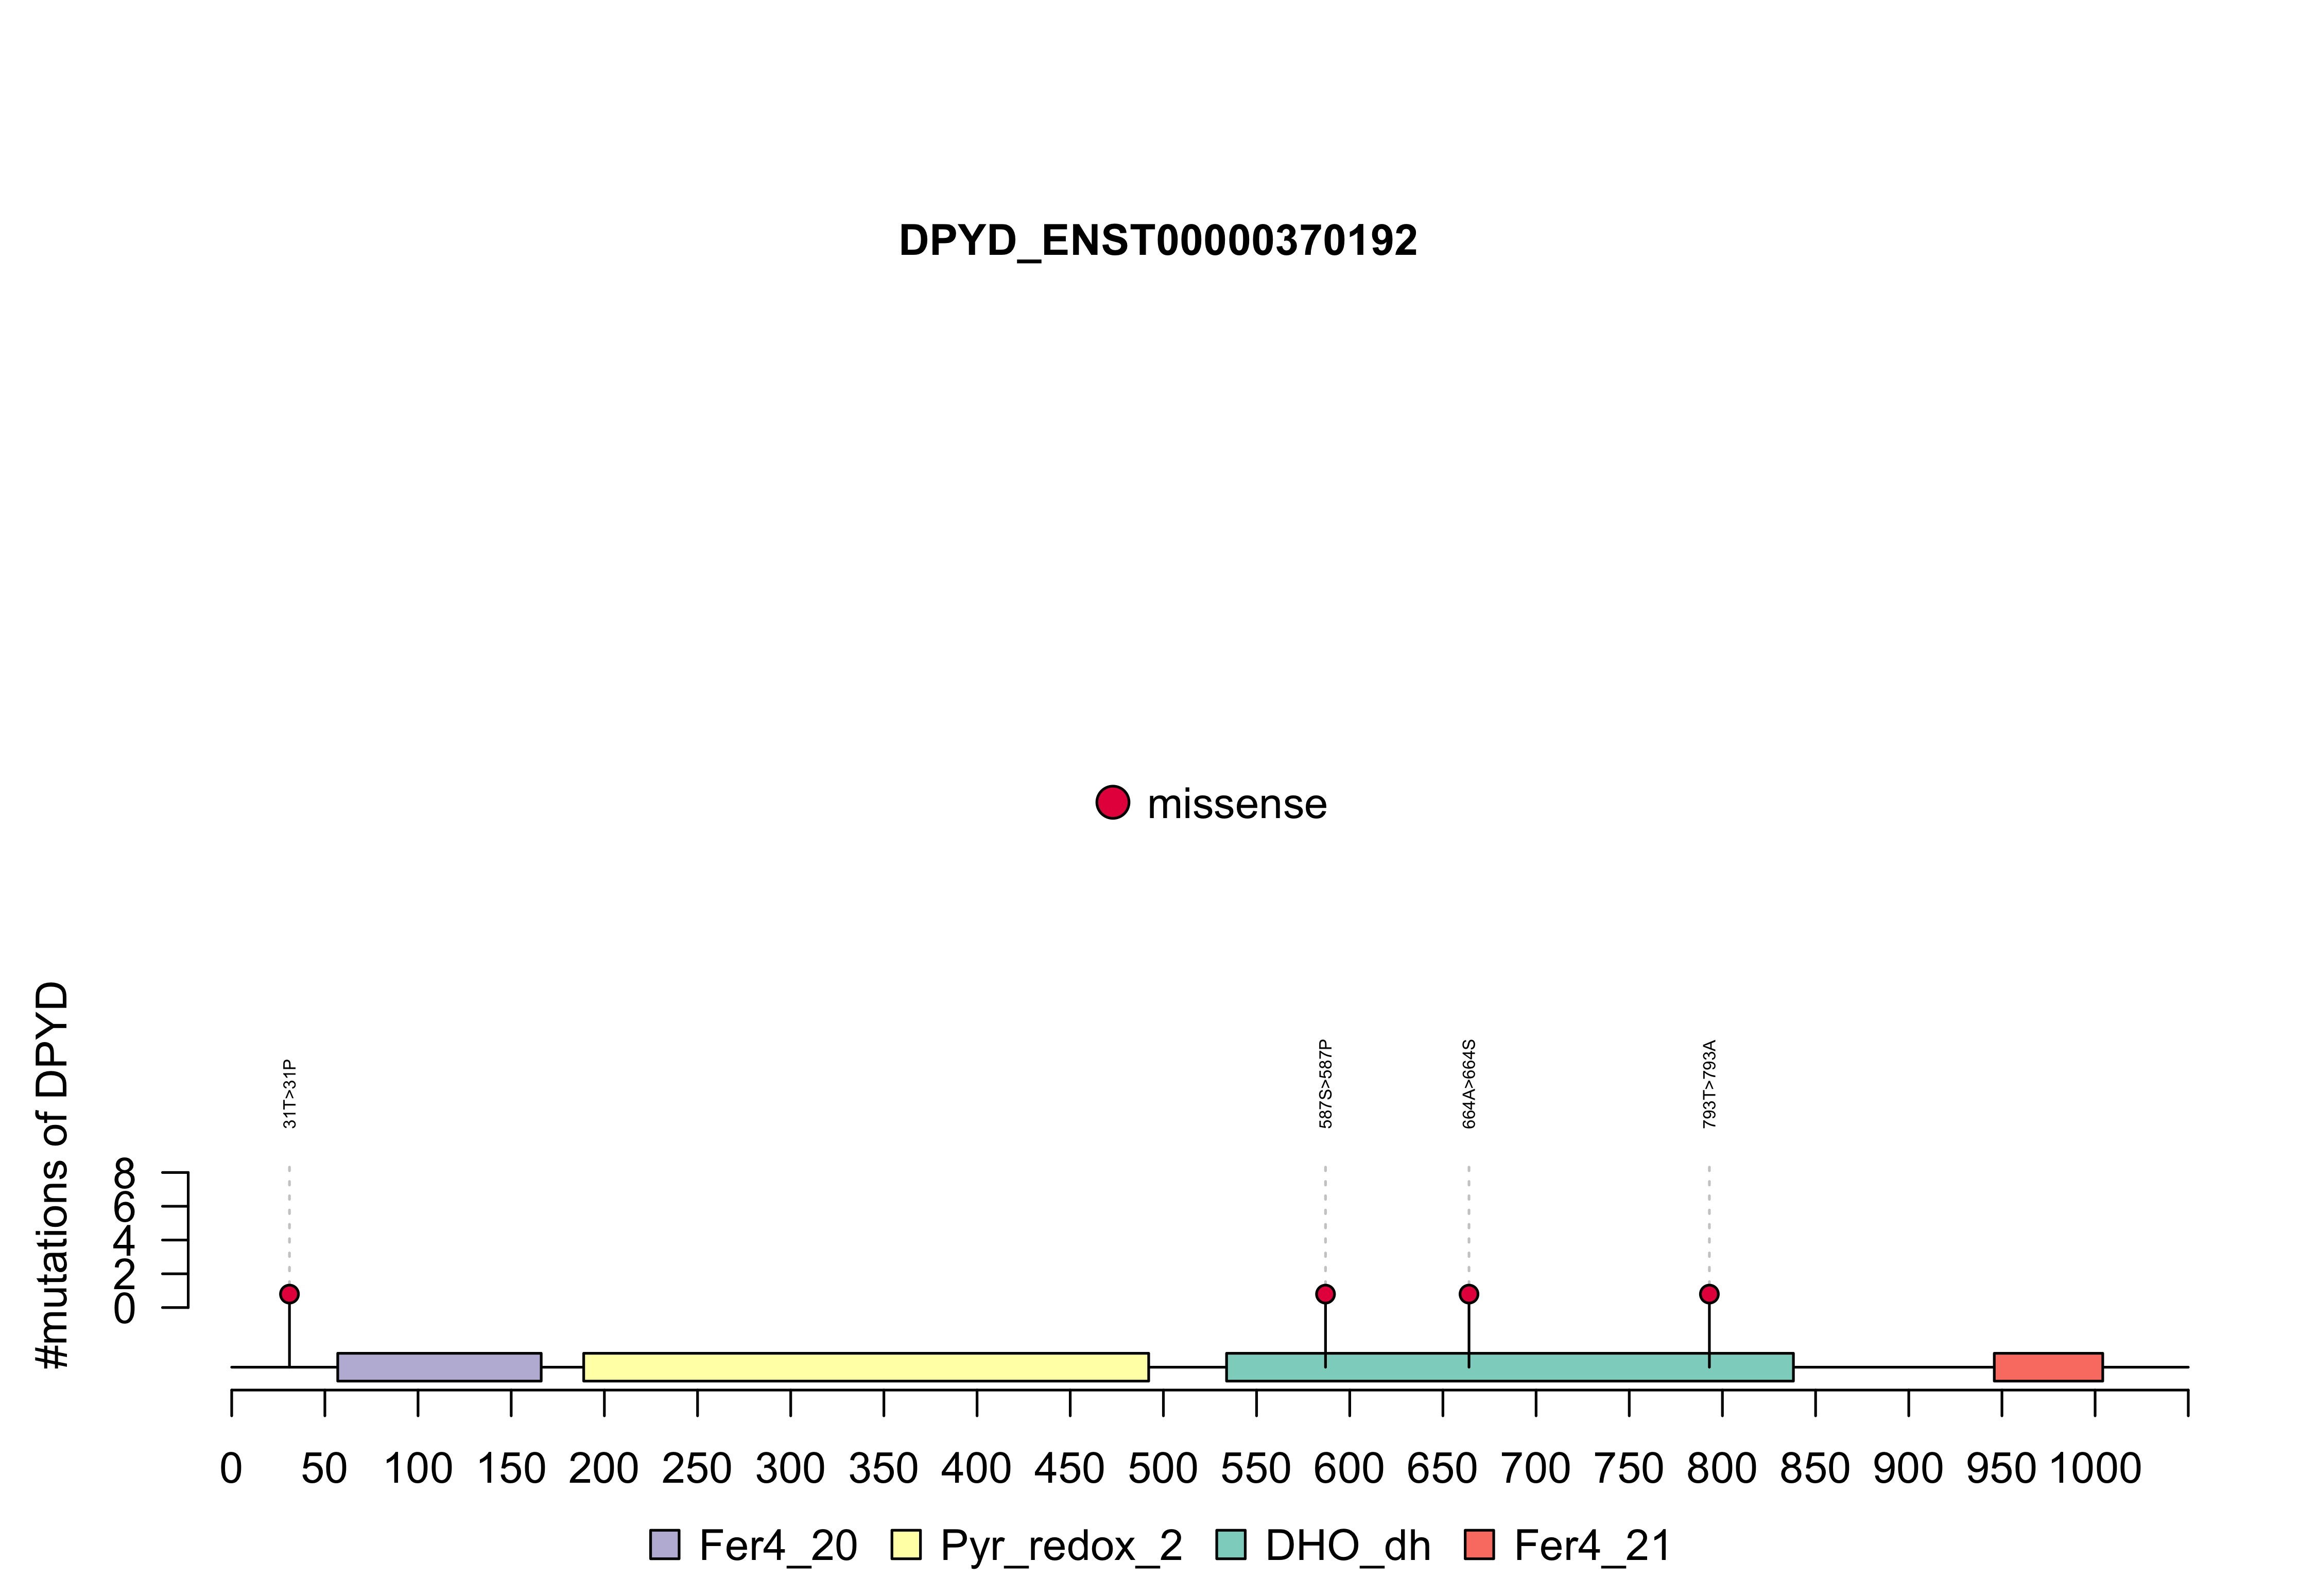 DPYD_ENST00000370192
missense
#mutations of DPYD
31T>31P
587S>587P
664A>664S
793T>793A
8
6
4
2
0
0 50 100 150 200 250 300 350 400 450 500 550 600 650 700 750 800 850 900 950 1000
Fer4_20 Pyr_redox_2 DHO_dh Fer4_21